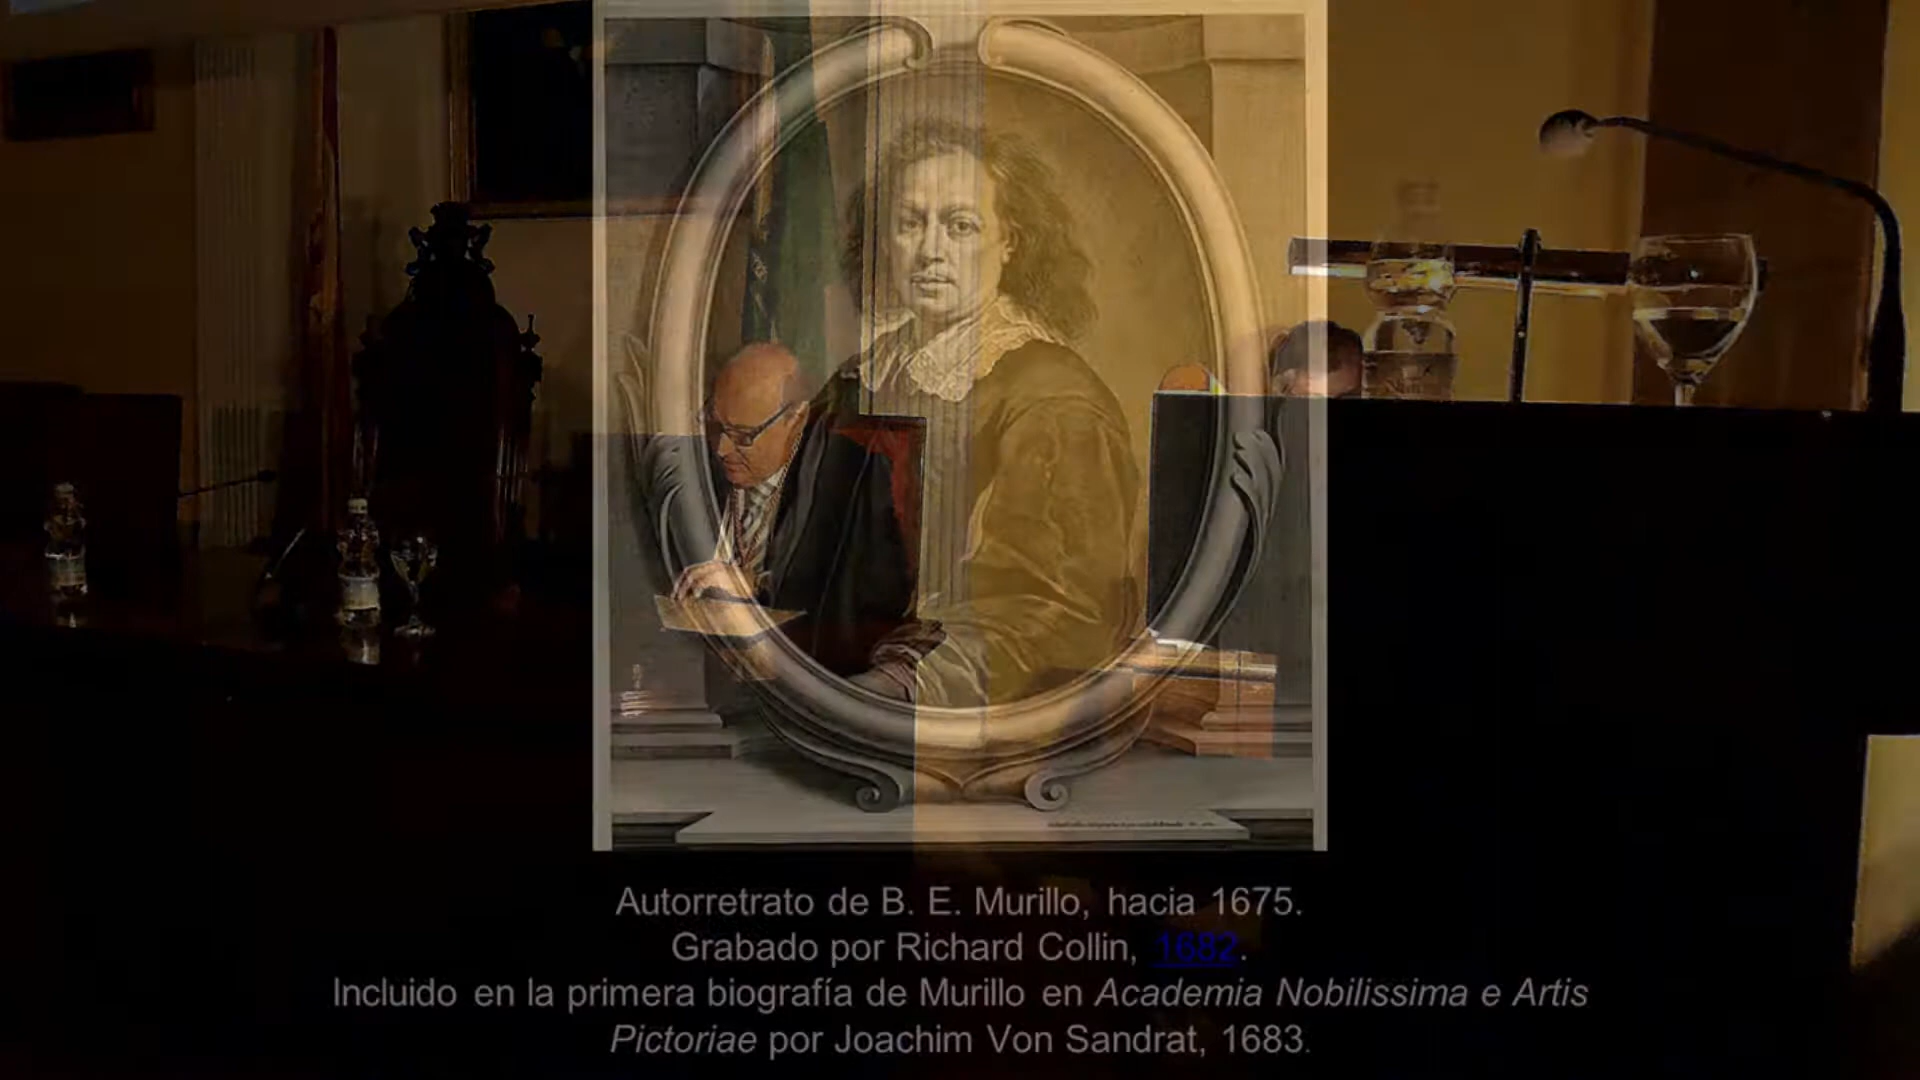 Autorretrato de B. E. Murillo, hacia 1675.
Grabado por Richard Collin, 1682.
Incluido en la primera biografía de Murillo en Academia Nobilissima e Artis
Pictoriae por Joachim Von Sandrat, 1683.